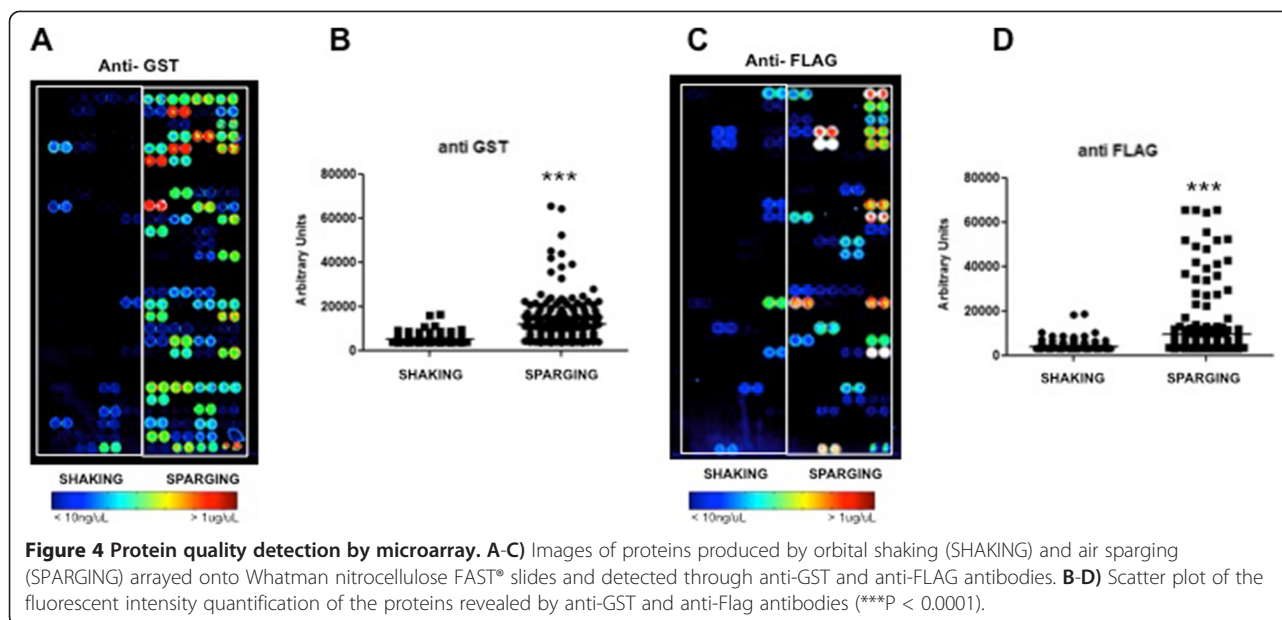 A
Anti- GST
SHAKING SPARGING
< 10ng/uL > 1ug/uL
B
anti GST
***
Arbitrary Units
80000
60000
40000
20000
0
SHAKING SPARGING
C
Anti- FLAG
SHAKING SPARGING
< 10ng/uL > 1ug/uL
D
anti FLAG
***
Arbitrary Units
80000
60000
40000
20000
0
SHAKING SPARGING
Figure 4 Protein quality detection by microarray. A-C) Images of proteins produced by orbital shaking (SHAKING) and air sparging
(SPARGING) arrayed onto Whatman nitrocellulose FAST® slides and detected through anti-GST and anti-FLAG antibodies. B-D) Scatter plot of the
fluorescent intensity quantification of the proteins revealed by anti-GST and anti-Flag antibodies (***P < 0.0001).